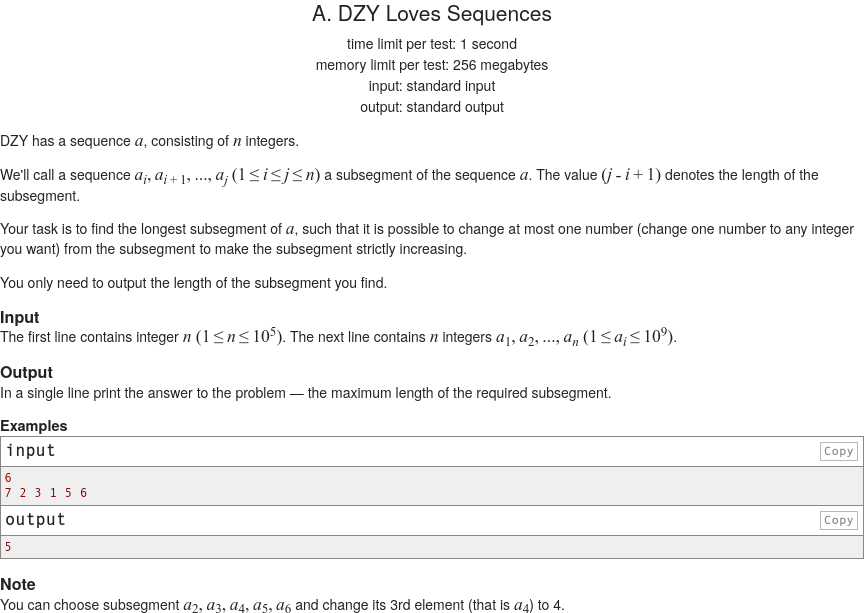 A. DZY Loves Sequences
time limit per test: 1 second
memory limit per test: 256 megabytes
input: standard input
output: standard output
DZY has a sequence a, consisting of n integers.
We'll call a sequence a_i, a_{i + 1}, ..., a_j (1 ≤ i ≤ j ≤ n) a subsegment of the sequence a. The value (j - i + 1) denotes the length of the
subsegment.
Your task is to find the longest subsegment of a, such that it is possible to change at most one number (change one number to any integer
you want) from the subsegment to make the subsegment strictly increasing.
You only need to output the length of the subsegment you find.
Input
The first line contains integer n (1 ≤ n ≤ 10^5). The next line contains n integers a_1, a_2, ..., a_n (1 ≤ a_i ≤ 10^9).
Output
In a single line print the answer to the problem — the maximum length of the required subsegment.
Examples
input Copy
6
7 2 3 1 5 6
output Copy
5
Note
You can choose subsegment a_2, a_3, a_4, a_5, a_6 and change its 3rd element (that is a_4) to 4.